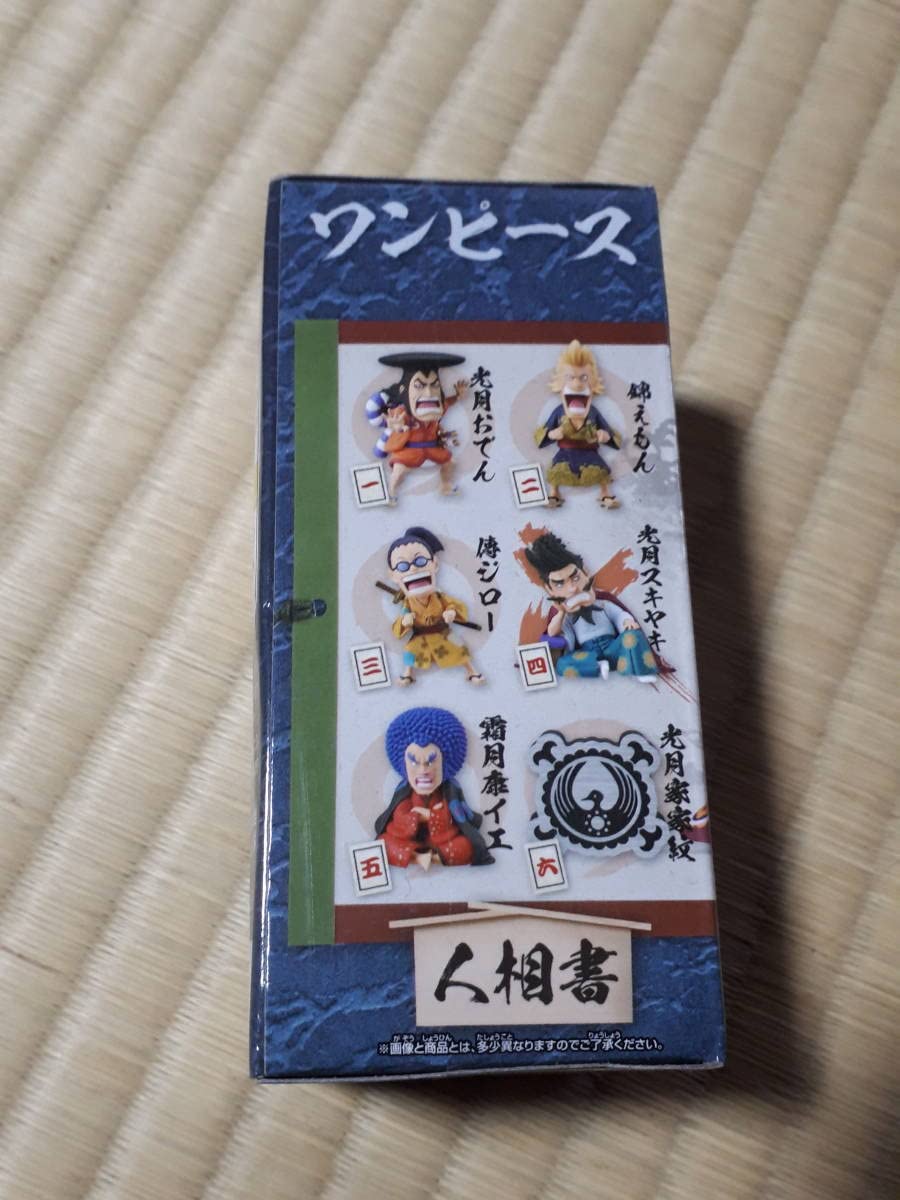 ワンピース
光月おでん
一
錦えもん
二
傳ジロー
三
光月スキヤキ
四
霜月康イエ
五
光月家家紋
六
人相書
※画像と商品とは、多少異なりますのでご了承ください。